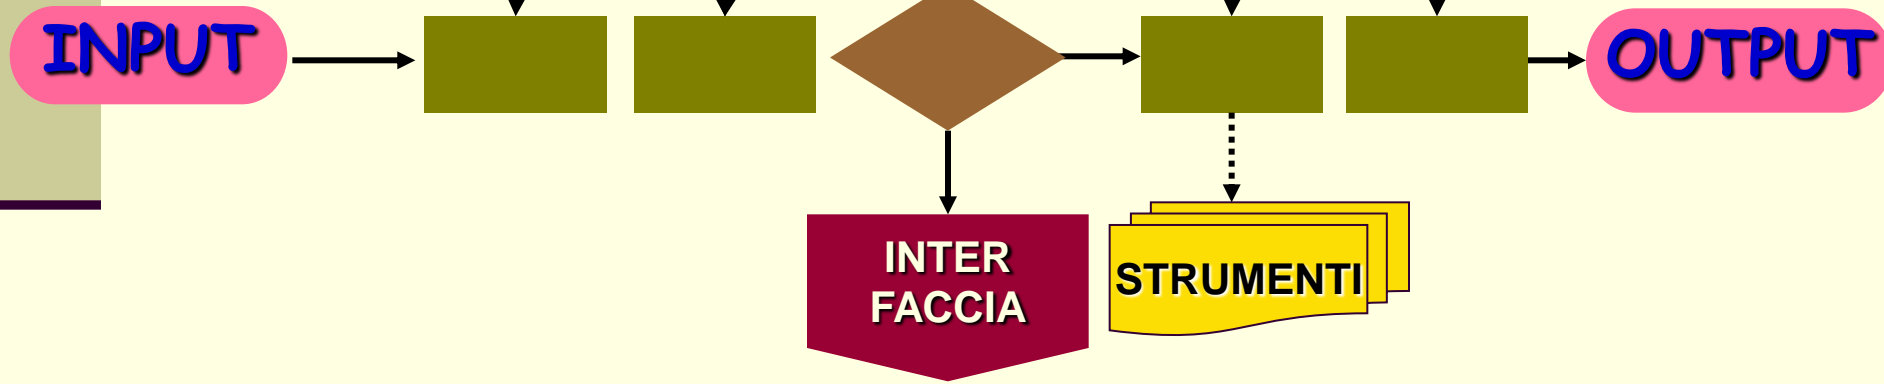 INPUT
OUTPUT
INTER
FACCIA
STRUMENTI